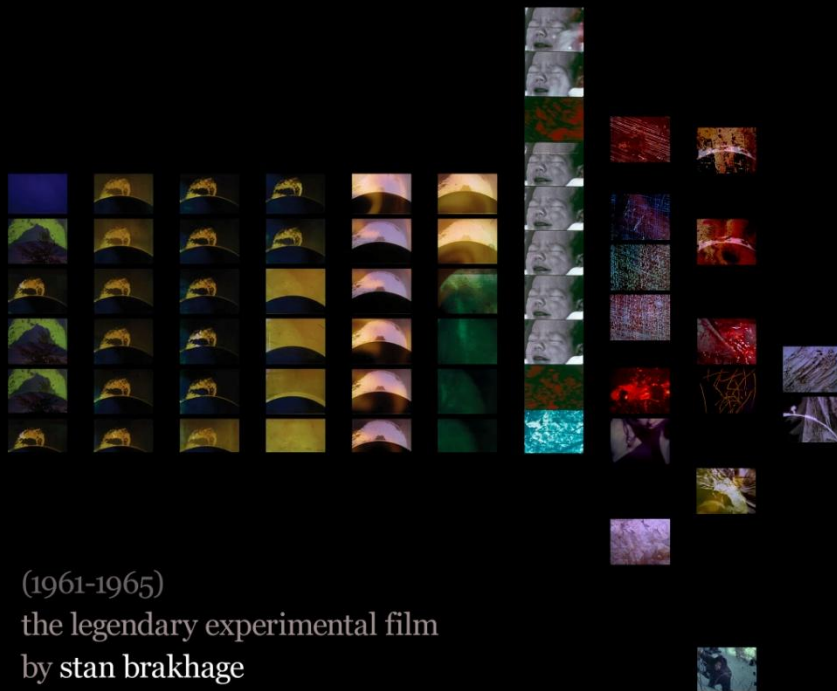 (1961-1965)
the legendary experimental film
by stan brakhage